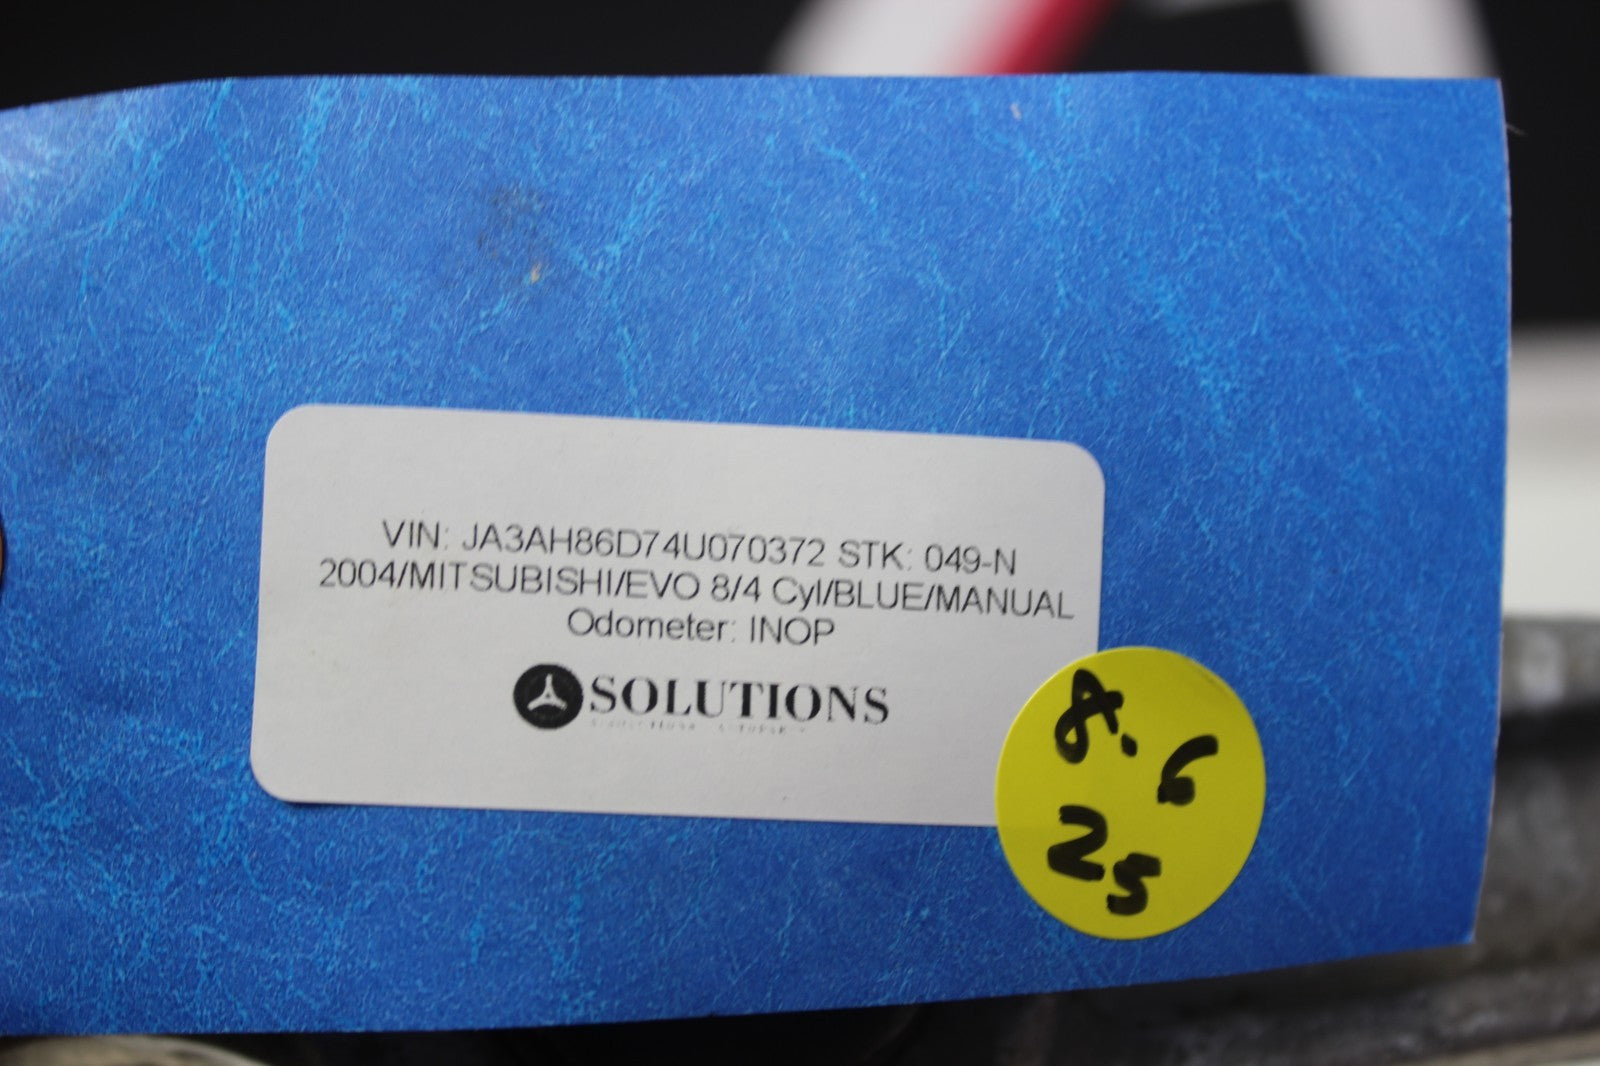 VIN: JA3AH86D74U070372 STK: 049-N
2004/MITSUBISHI/EVO 8/4 Cyl/BLUE/MANUAL
Odometer: INOP
SOLUTIONS
8.6
25